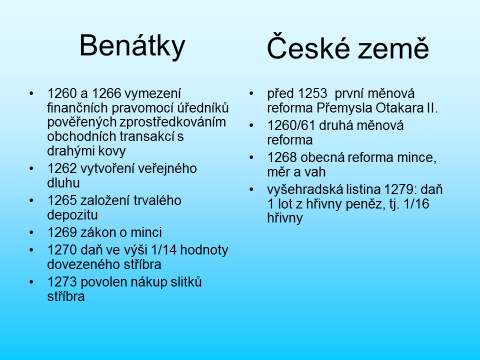 Benátky
• 1260 a 1266 vymezení
finančních pravomocí úředníků
pověřených zprostředkováním
obchodních transakcí s
drahými kovy
• 1262 vytvoření veřejného
dluhu
• 1265 založení trvalého
depozitu
• 1269 zákon o minci
• 1270 daň ve výši 1/14 hodnoty
dovezeného stříbra
• 1273 povolen nákup slitků
stříbra
České země
• před 1253 první měnová
reforma Přemysla Otakara II.
• 1260/61 druhá měnová
reforma
• 1268 obecná reforma mince,
měr a vah
• vyšehradská listina 1279: daň
1 lot z hřivny peněz, tj. 1/16
hřivny